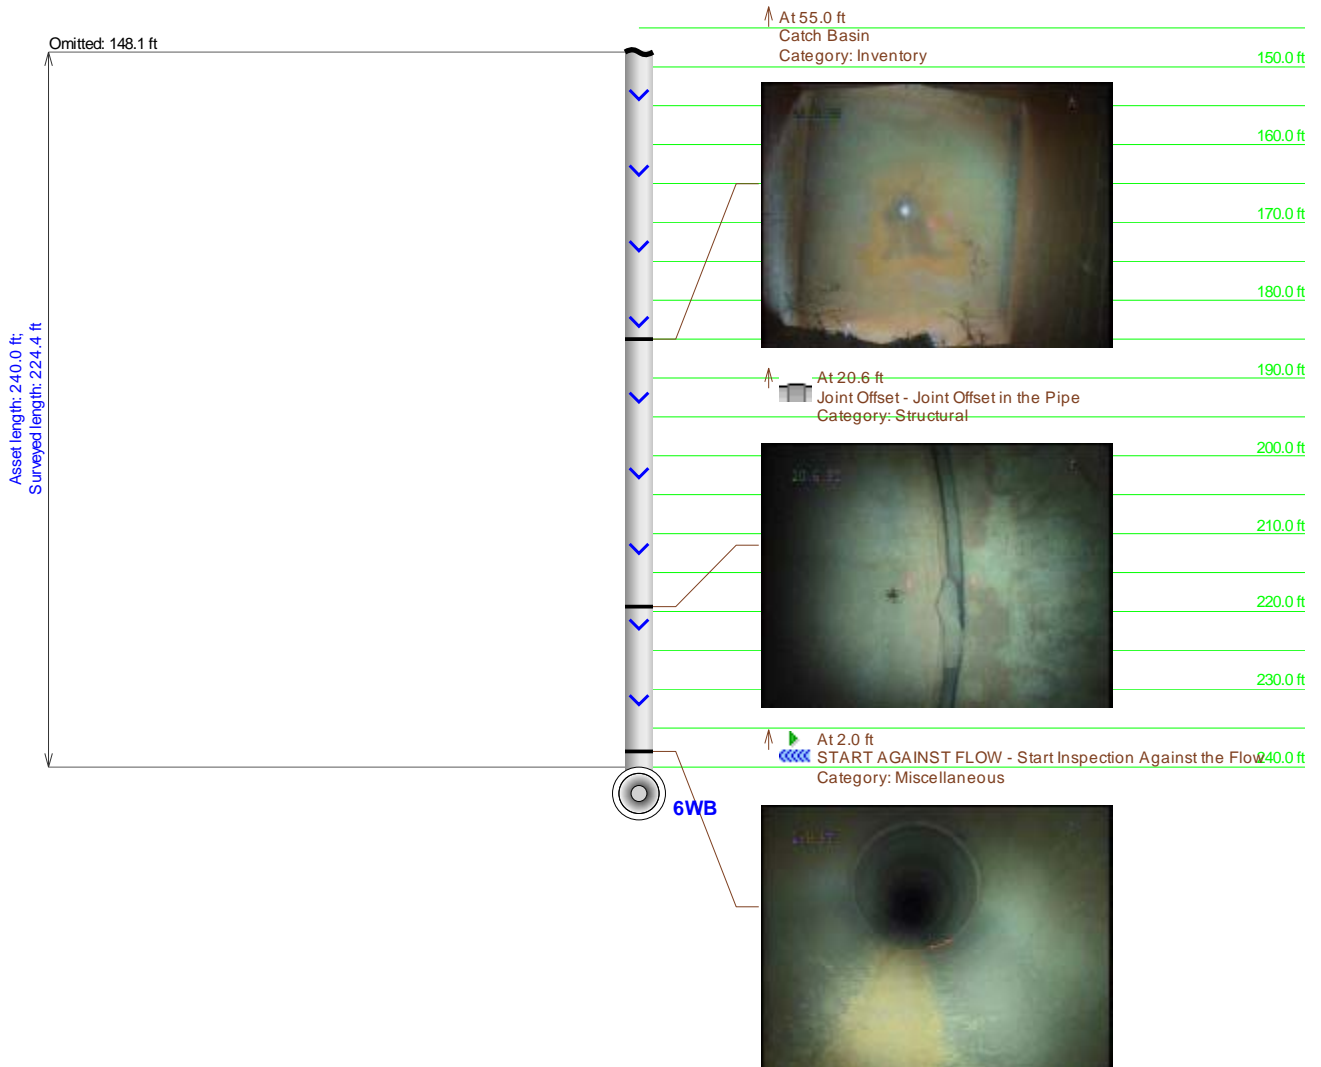 Omitted: 148.1 ft
At 55.0 ft
Catch Basin
Category: Inventory
150.0 ft
160.0 ft
170.0 ft
180.0 ft
At 20.6 ft
Joint Offset - Joint Offset in the Pipe
Category: Structural
190.0 ft
200.0 ft
210.0 ft
220.0 ft
230.0 ft
Asset length: 240.0 ft;
Surveyed length: 224.4 ft
At 2.0 ft
START AGAINST FLOW - Start Inspection Against the Flow
240.0 ft
Category: Miscellaneous
6WB